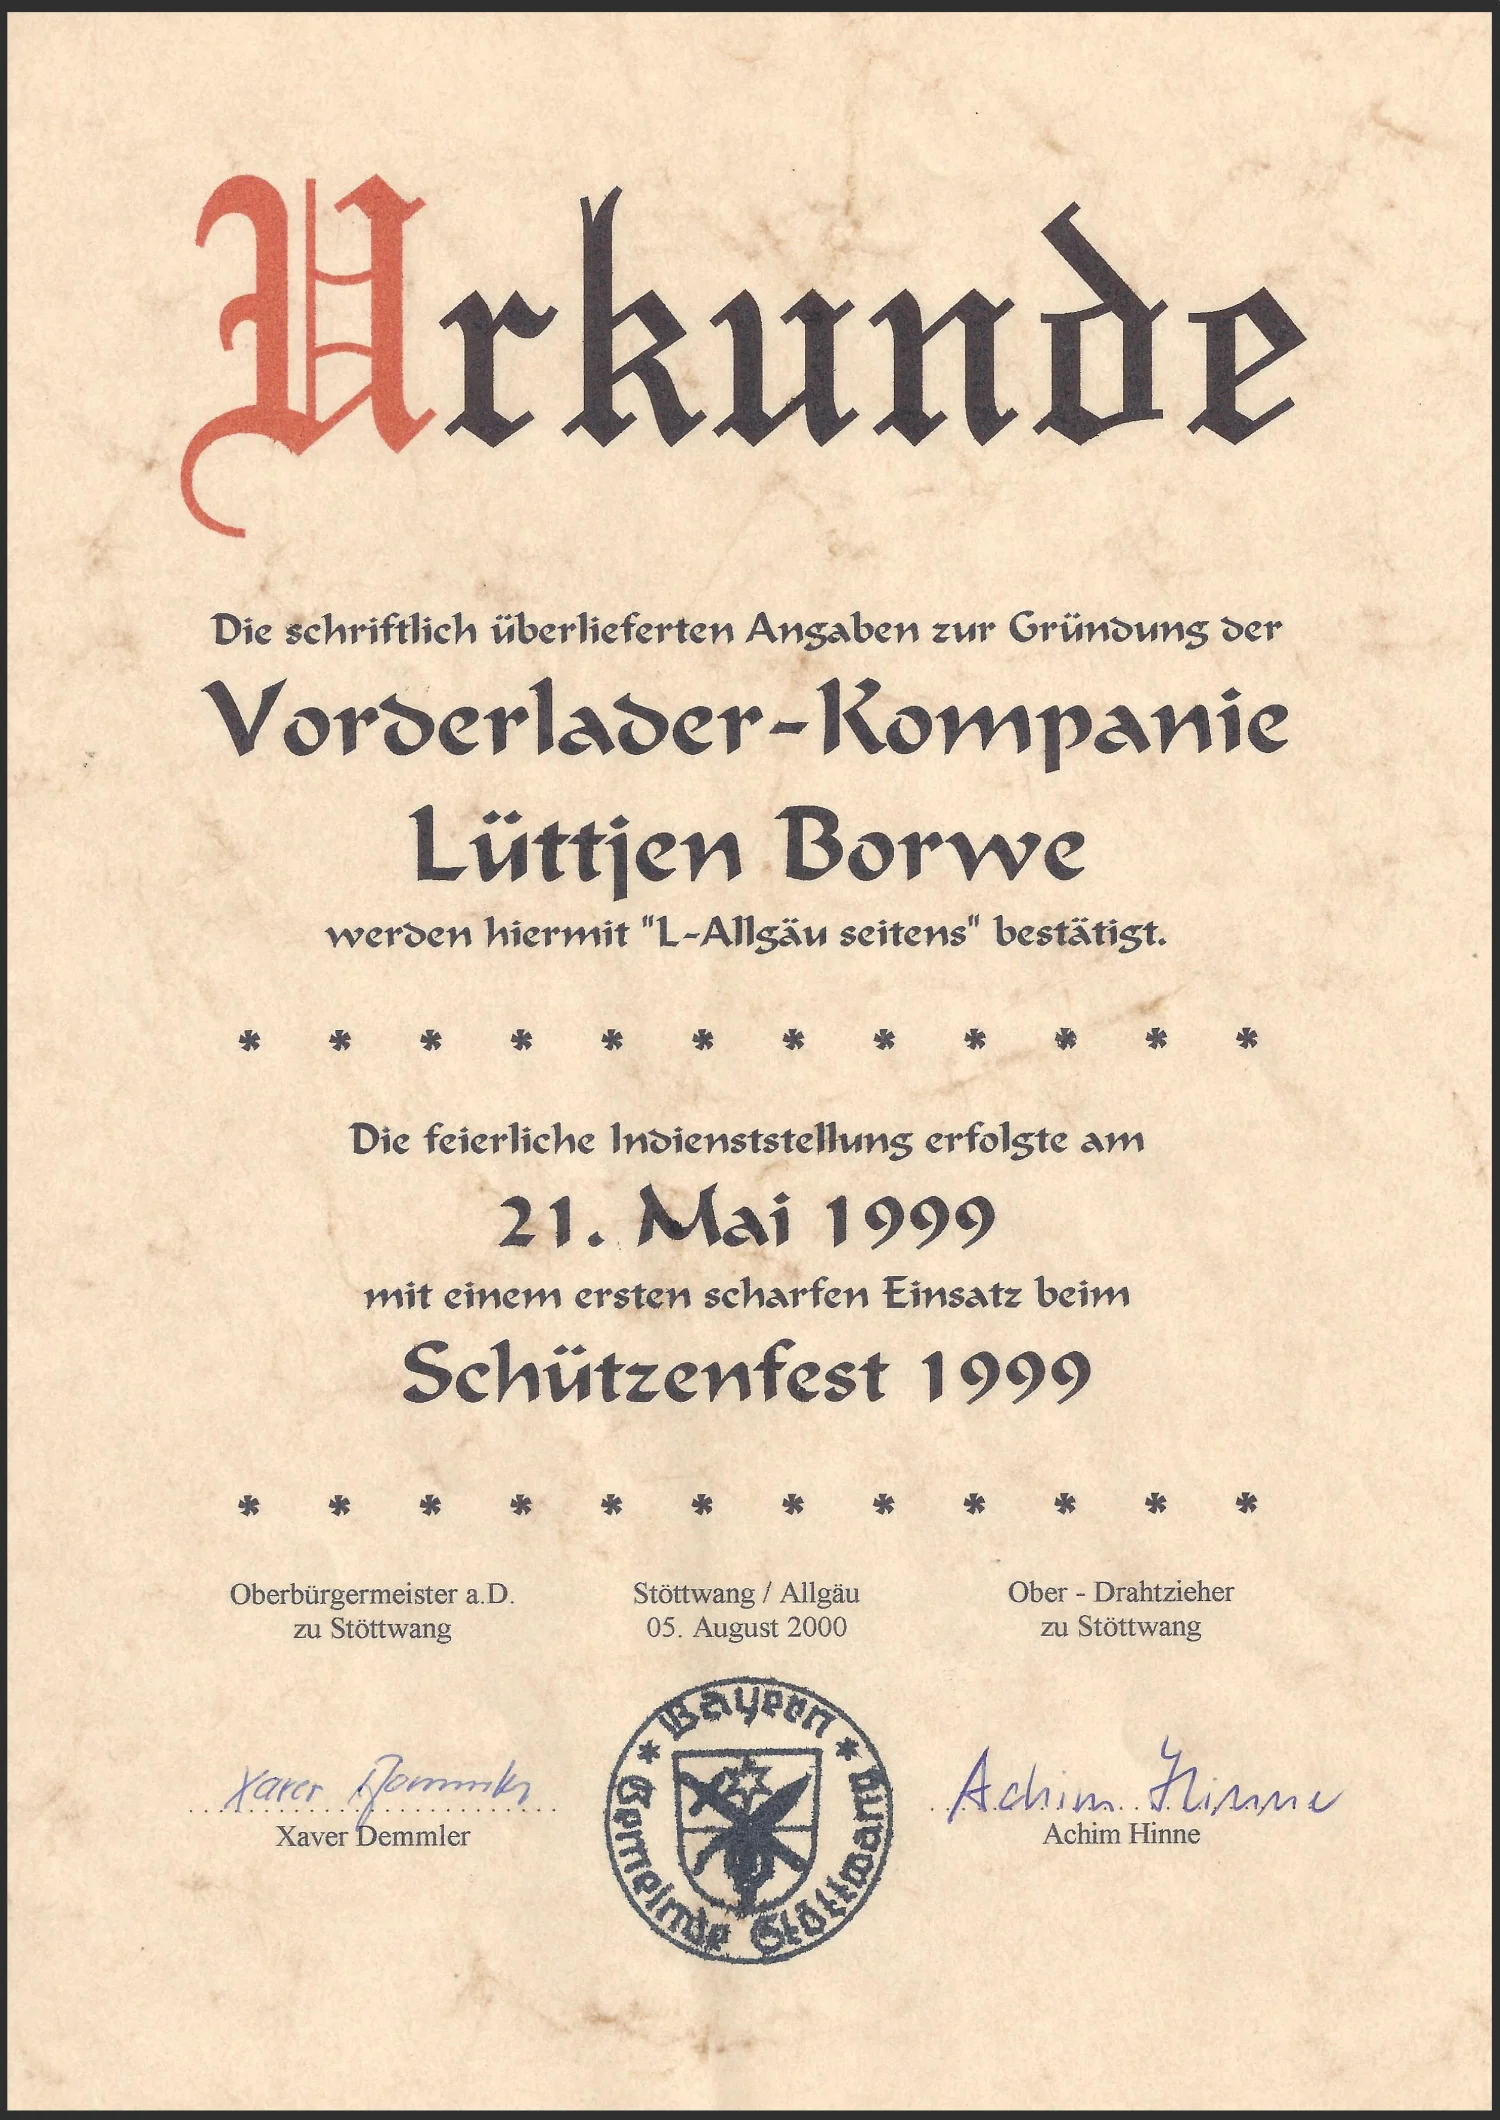 Urkunde
Die schriftlich überlieferten Angaben zur Gründung der
Vorderlader-Kompanie
Lüttjen Borwe
werden hiermit "L-Allgäu seitens" bestätigt.
* * * * * * * * * * * *
Die feierliche Indienststellung erfolgte am
21. Mai 1999
mit einem ersten scharfen Einsatz beim
Schützenfest 1999
* * * * * * * * * * * *
Oberbürgermeister a.D.
zu Stöttwang
Stöttwang / Allgäu
05. August 2000
Ober - Drahtzieher
zu Stöttwang
Xaver Demmler
Xaver Demmler
* Bayern *
Gemeinde Stöttwang
Achim Hinne
Achim Hinne